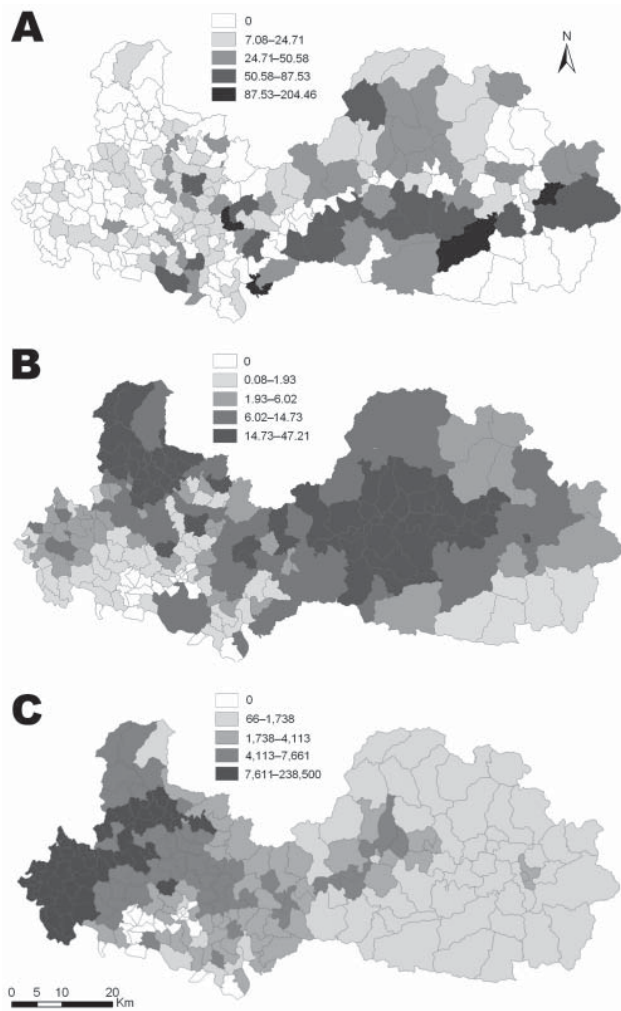 A
0
7.08–24.71
24.71–50.58
50.58–87.53
87.53–204.46
N
B
0
0.08–1.93
1.93–6.02
6.02–14.73
14.73–47.21
C
0
66–1,738
1,738–4,113
4,113–7,661
7,611–238,500
0 5 10 20
Km